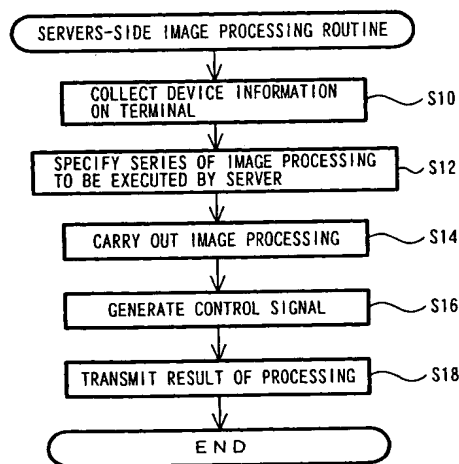 SERVERS-SIDE IMAGE PROCESSING ROUTINE
COLLECT DEVICE INFORMATION
ON TERMINAL
S10
SPECIFY SERIES OF IMAGE PROCESSING
TO BE EXECUTED BY SERVER
S12
CARRY OUT IMAGE PROCESSING
S14
GENERATE CONTROL SIGNAL
S16
TRANSMIT RESULT OF PROCESSING
S18
END